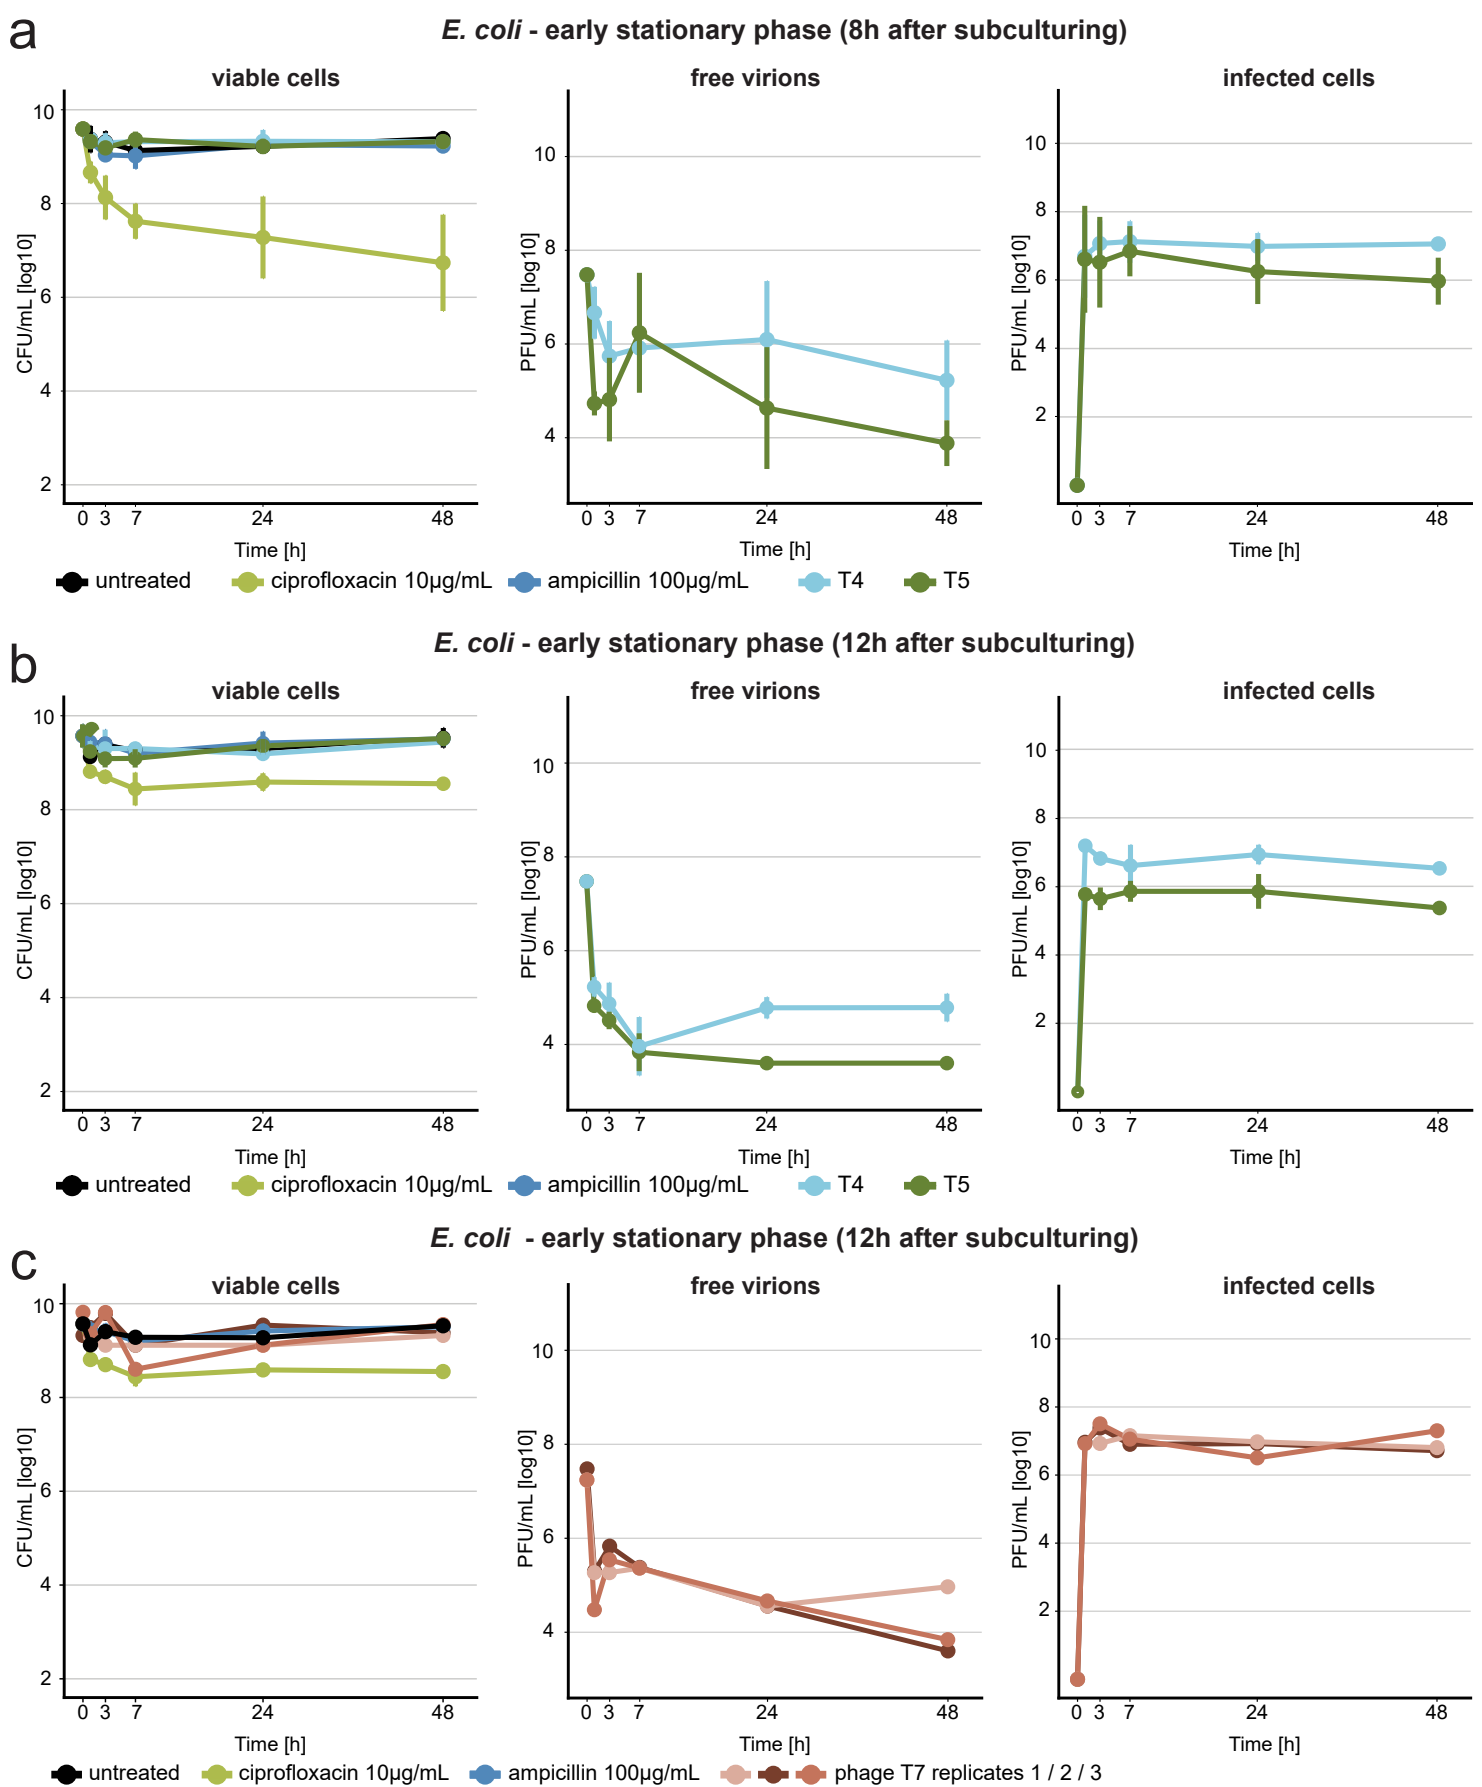 a
E. coli - early stationary phase (8h after subculturing)
viable cells
free virions
infected cells
CFU/mL [log10]
10
8
6
4
2
0 3 7 24 48
Time [h]
PFU/mL [log10]
10
8
6
4
0 3 7 24 48
Time [h]
PFU/mL [log10]
10
8
6
4
2
0 3 7 24 48
Time [h]
untreated ciprofloxacin 10µg/mL ampicillin 100µg/mL T4 T5
b
E. coli - early stationary phase (12h after subculturing)
viable cells
free virions
infected cells
CFU/mL [log10]
10
8
6
4
2
0 3 7 24 48
Time [h]
PFU/mL [log10]
10
8
6
4
0 3 7 24 48
Time [h]
PFU/mL [log10]
10
8
6
4
2
0 3 7 24 48
Time [h]
untreated ciprofloxacin 10µg/mL ampicillin 100µg/mL T4 T5
c
E. coli - early stationary phase (12h after subculturing)
viable cells
free virions
infected cells
CFU/mL [log10]
10
8
6
4
2
0 3 7 24 48
Time [h]
PFU/mL [log10]
10
8
6
4
0 3 7 24 48
Time [h]
PFU/mL [log10]
10
8
6
4
2
0 3 7 24 48
Time [h]
untreated ciprofloxacin 10µg/mL ampicillin 100µg/mL phage T7 replicates 1 / 2 / 3